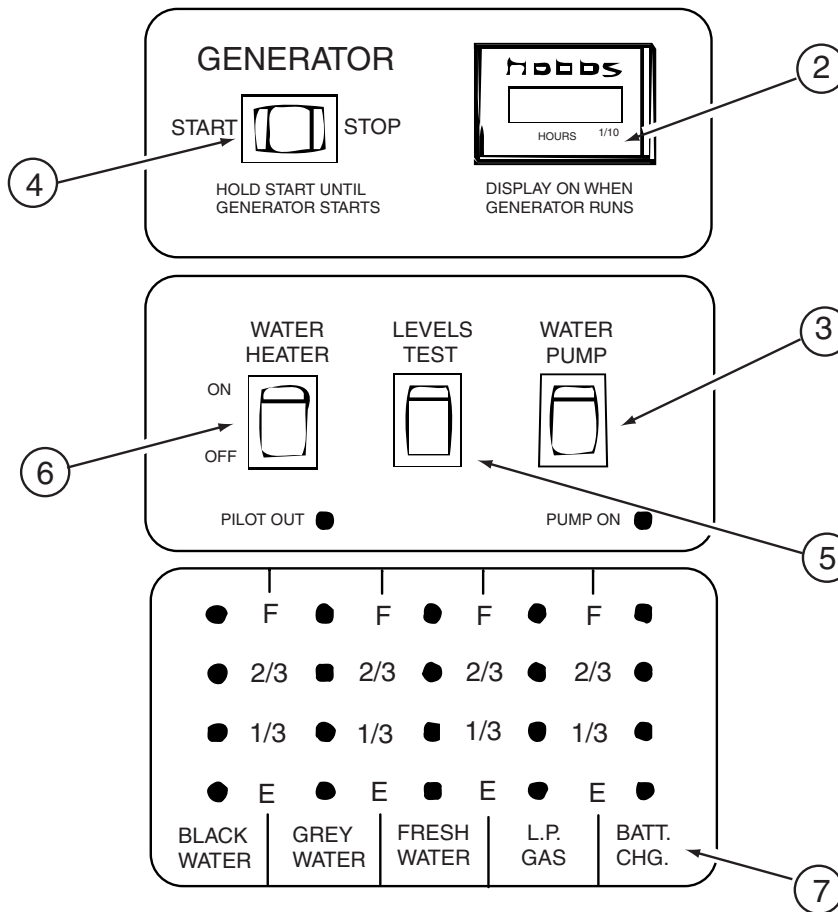 GENERATOR
START STOP
HOLD START UNTIL
GENERATOR STARTS
hobbs
HOURS 1/10
DISPLAY ON WHEN
GENERATOR RUNS
2
4
WATER
HEATER
LEVELS
TEST
WATER
PUMP
ON
OFF
PILOT OUT
PUMP ON
3
6
5
F F F F
2/3 2/3 2/3 2/3
1/3 1/3 1/3 1/3
E E E E
BLACK
WATER
GREY
WATER
FRESH
WATER
L.P.
GAS
BATT.
CHG.
7